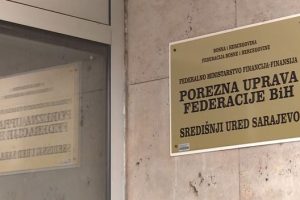 BOSNA I HERCEGOVINA
FEDERACIJA BOSNE I HERCEGOVINE
FEDERALNO MINISTARSTVO FINANCIJA-FINANSIJA
POREZNA UPRAVA
FEDERACIJE BiH
SREDIŠNJI URED SARAJEVO